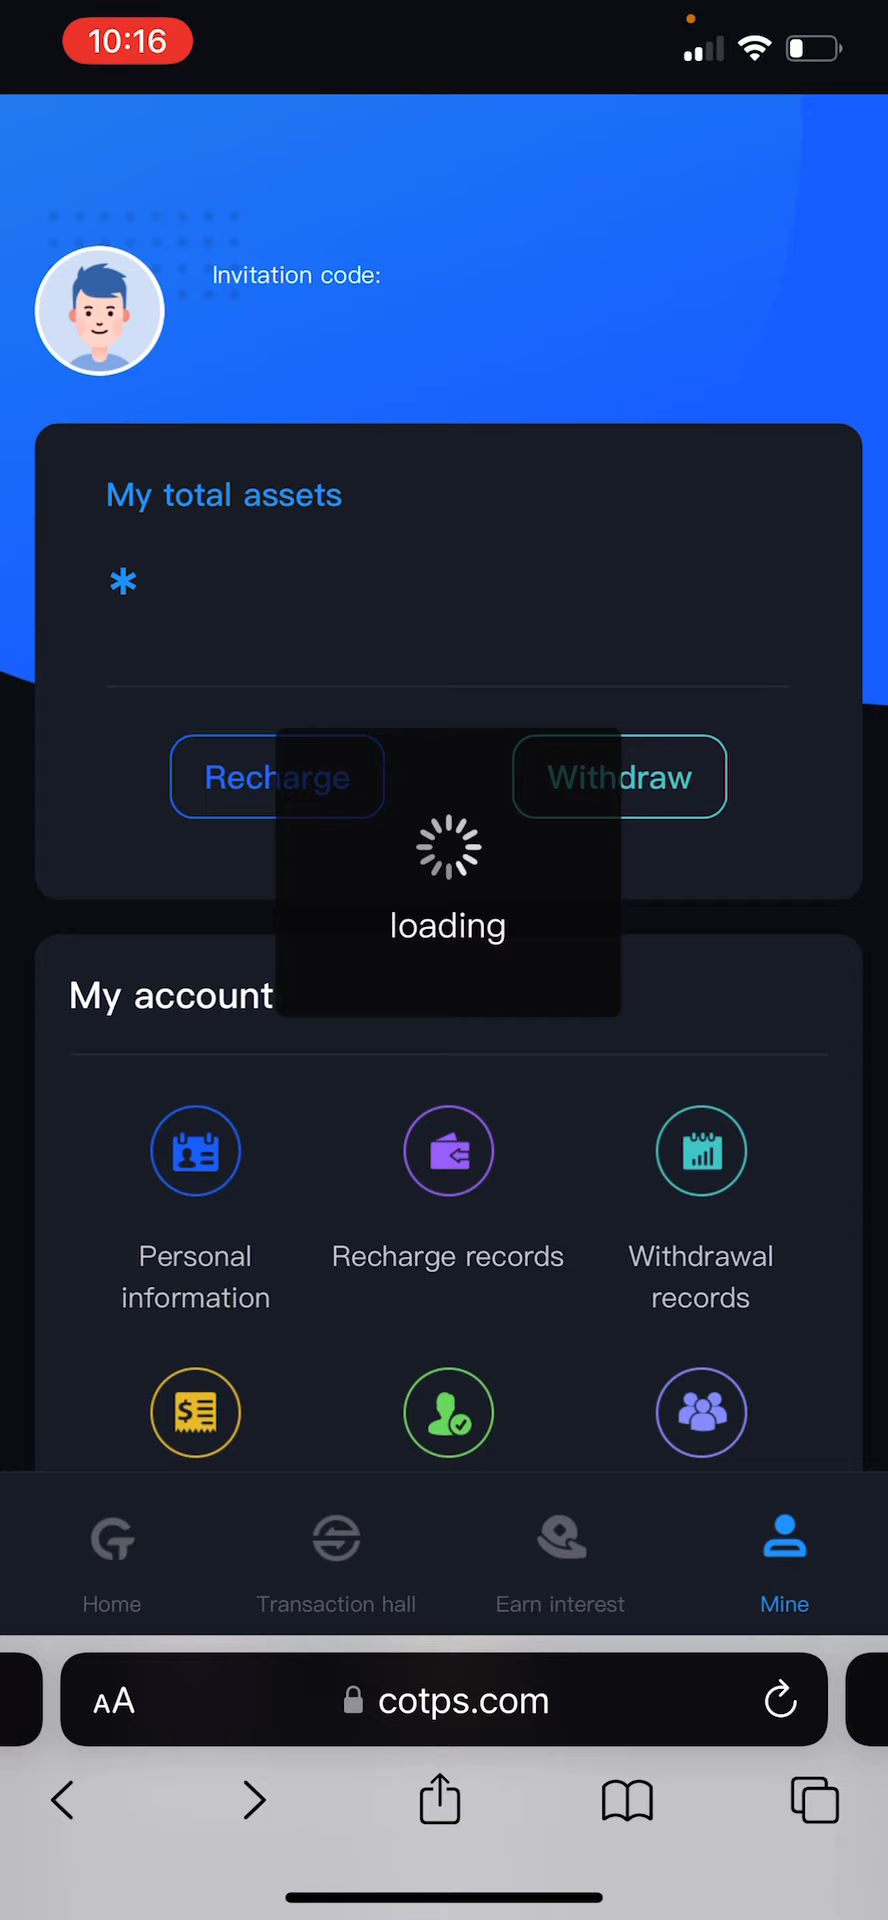 10:16
Invitation code:
My total assets
*
Recharge
Withdraw
loading
My account
Personal
information
Recharge records
Withdrawal
records
Home
Transaction hall
Earn interest
Mine
AA
cotps.com